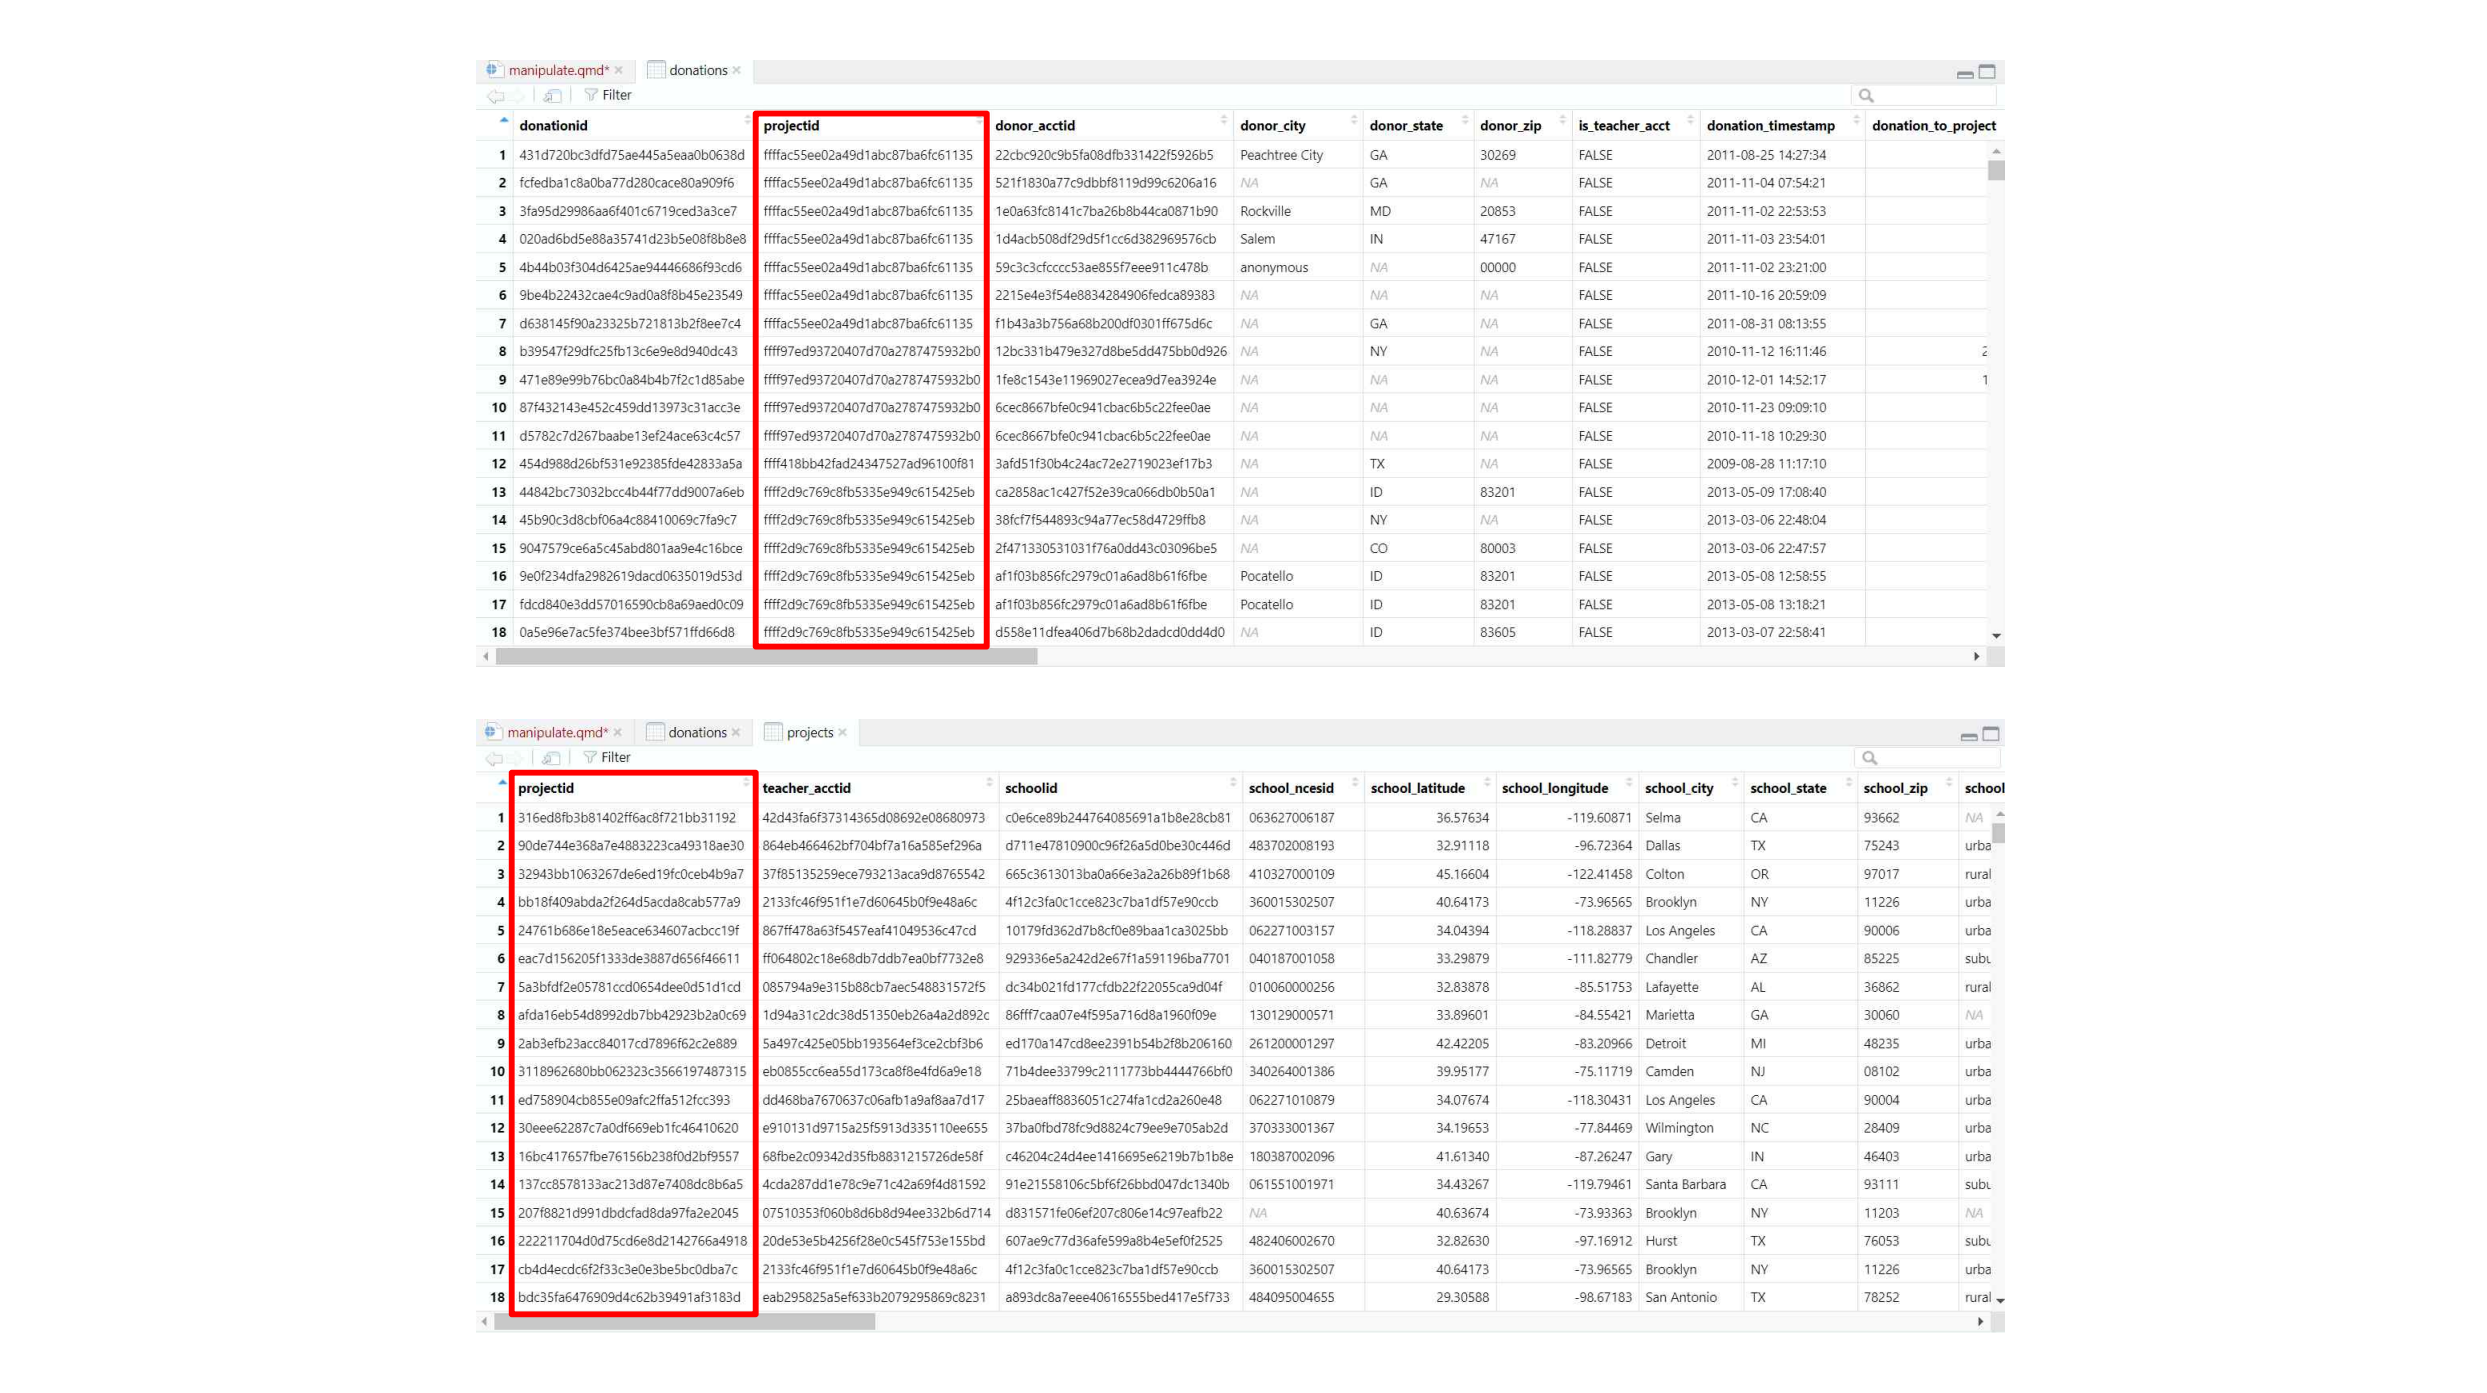 manipulate.qmd* × donations ×
Filter
donationid projectid donor_acctid donor_city donor_state donor_zip is_teacher_acct donation_timestamp donation_to_project
1 431d720bc3dfd75ae445a5eaa0b0638d ffffac55ee02a49d1abc87ba6fc61135 22cbc920c9b5fa08dfb331422f5926b5 Peachtree City GA 30269 FALSE 2011-08-25 14:27:34
2 fcfedba1c8a0ba77d280cace80a909f6 ffffac55ee02a49d1abc87ba6fc61135 521f1830a77c9dbbf8119d99c6206a16 NA GA NA FALSE 2011-11-04 07:54:21
3 3fa95d29986aa6f401c6719ced3a3ce7 ffffac55ee02a49d1abc87ba6fc61135 1e0a63fc8141c7ba26b8b44ca0871b90 Rockville MD 20853 FALSE 2011-11-02 22:53:53
4 020ad6bd5e88a35741d23b5e08f8b8e8 ffffac55ee02a49d1abc87ba6fc61135 1d4acb508df29d5f1cc6d382969576cb Salem IN 47167 FALSE 2011-11-03 23:54:01
5 4b44b03f304d6425ae94446686f93cd6 ffffac55ee02a49d1abc87ba6fc61135 59c3c3cfcccc53ae855f7eee911c478b anonymous NA 00000 FALSE 2011-11-02 23:21:00
6 9be4b22432cae4c9ad0a8f8b45e23549 ffffac55ee02a49d1abc87ba6fc61135 2215e4e3f54e8834284906fedca89383 NA NA NA FALSE 2011-10-16 20:59:09
7 d638145f90a23325b721813b2f8ee7c4 ffffac55ee02a49d1abc87ba6fc61135 f1b43a3b756a68b200df0301ff675d6c NA GA NA FALSE 2011-08-31 08:13:55
8 b39547f29dfc25fb13c6e9e8d940dc43 ffff97ed93720407d70a2787475932b0 12bc331b479e327d8be5dd475bb0d926 NA NY NA FALSE 2010-11-12 16:11:46 2
9 471e89e99b76bc0a84b4b7f2c1d85abe ffff97ed93720407d70a2787475932b0 1fe8c1543e11969027ecea9d7ea3924e NA NA NA FALSE 2010-12-01 14:52:17 1
10 87f432143e452c459dd13973c31acc3e ffff97ed93720407d70a2787475932b0 6cec8667bfe0c941cbac6b5c22fee0ae NA NA NA FALSE 2010-11-23 09:09:10
11 d5782c7d267baabe13ef24ace63c4c57 ffff97ed93720407d70a2787475932b0 6cec8667bfe0c941cbac6b5c22fee0ae NA NA NA FALSE 2010-11-18 10:29:30
12 454d988d26bf531e92385fde42833a5a ffff418bb42fad24347527ad96100f81 3afd51f30b4c24ac72e2719023ef17b3 NA TX NA FALSE 2009-08-28 11:17:10
13 44842bc73032bcc4b44f77dd9007a6eb ffff2d9c769c8fb5335e949c615425eb ca2858ac1c427f52e39ca066db0b50a1 NA ID 83201 FALSE 2013-05-09 17:08:40
14 45b90c3d8cbf06a4c88410069c7fa9c7 ffff2d9c769c8fb5335e949c615425eb 38fcf7f544893c94a77ec58d4729ffb8 NA NY NA FALSE 2013-03-06 22:48:04
15 9047579ce6a5c45abd801aa9e4c16bce ffff2d9c769c8fb5335e949c615425eb 2f471330531031f76a0dd43c03096be5 NA CO 80003 FALSE 2013-03-06 22:47:57
16 9e0f234dfa2982619dacd0635019d53d ffff2d9c769c8fb5335e949c615425eb af1f03b856fc2979c01a6ad8b61f6fbe Pocatello ID 83201 FALSE 2013-05-08 12:58:55
17 fdcd840e3dd57016590cb8a69aed0c09 ffff2d9c769c8fb5335e949c615425eb af1f03b856fc2979c01a6ad8b61f6fbe Pocatello ID 83201 FALSE 2013-05-08 13:18:21
18 0a5e96e7ac5fe374bee3bf571ffd66d8 ffff2d9c769c8fb5335e949c615425eb d558e11dfea406d7b68b2dadcd0dd4d0 NA ID 83605 FALSE 2013-03-07 22:58:41
manipulate.qmd* × donations × projects ×
Filter
projectid teacher_acctid schoolid school_ncesid school_latitude school_longitude school_city school_state school_zip school
1 316ed8fb3b81402ff6ac8f721bb31192 42d43fa6f37314365d08692e08680973 c0e6ce89b244764085691a1b8e28cb81 063627006187 36.57634 -119.60871 Selma CA 93662 NA
2 90de744e368a7e4883223ca49318ae30 864eb466462bf704bf7a16a585ef296a d711e47810900c96f26a5d0be30c446d 483702008193 32.91118 -96.72364 Dallas TX 75243 urba
3 32943bb1063267de6ed19fc0ceb4b9a7 37f85135259ece793213aca9d8765542 665c3613013ba0a66e3a2a26b89f1b68 410327000109 45.16604 -122.41458 Colton OR 97017 rural
4 bb18f409abda2f264d5acda8cab577a9 2133fc46f951f1e7d60645b0f9e48a6c 4f12c3fa0c1cce823c7ba1df57e90ccb 360015302507 40.64173 -73.96565 Brooklyn NY 11226 urba
5 24761b686e18e5eace634607acbcc19f 867ff478a63f5457eaf41049536c47cd 10179fd362d7b8cf0e89baa1ca3025bb 062271003157 34.04394 -118.28837 Los Angeles CA 90006 urba
6 eac7d156205f1333de3887d656f46611 ff064802c18e68db7ddb7ea0bf7732e8 929336e5a242d2e67f1a591196ba7701 040187001058 33.29879 -111.82779 Chandler AZ 85225 subu
7 5a3bfdf2e05781ccd0654dee0d51d1cd 085794a9e315b88cb7aec548831572f5 dc34b021fd177cfdb22f22055ca9d04f 010060000256 32.83878 -85.51753 Lafayette AL 36862 rural
8 afda16eb54d8992db7bb42923b2a0c69 1d94a31c2dc38d51350eb26a4a2d892c 86fff7caa07e4f595a716d8a1960f09e 130129000571 33.89601 -84.55421 Marietta GA 30060 NA
9 2ab3efb23acc84017cd7896f62c2e889 5a497c425e05bb193564ef3ce2cbf3b6 ed170a147cd8ee2391b54b2f8b206160 261200001297 42.42205 -83.20966 Detroit MI 48235 urba
10 3118962680bb062323c3566197487315 eb0855cc6ea55d173ca8f8e4fd6a9e18 71b4dee33799c2111773bb4444766bf0 340264001386 39.95177 -75.11719 Camden NJ 08102 urba
11 ed758904cb855e09afc2ffa512fcc393 dd468ba7670637c06afb1a9af8aa7d17 25baeaff8836051c274fa1cd2a260e48 062271010879 34.07674 -118.30431 Los Angeles CA 90004 urba
12 30eee62287c7a0df669eb1fc46410620 e910131d9715a25f5913d335110ee655 37ba0fbd78fc9d8824c79ee9e705ab2d 370333001367 34.19653 -77.84469 Wilmington NC 28409 urba
13 16bc417657fbe76156b238f0d2bf9557 68fbe2c09342d35fb8831215726de58f c46204c24d4ee1416695e6219b7b1b8e 180387002096 41.61340 -87.26247 Gary IN 46403 urba
14 137cc8578133ac213d87e7408dc8b6a5 4cda287dd1e78c9e71c42a69f4d81592 91e21558106c5bf6f26bbd047dc1340b 061551001971 34.43267 -119.79461 Santa Barbara CA 93111 subu
15 207f8821d991dbdcfad8da97fa2e2045 07510353f060b8d6b8d94ee332b6d714 d831571fe06ef207c806e14c97eafb22 NA 40.63674 -73.93363 Brooklyn NY 11203 NA
16 222211704d0d75cd6e8d2142766a4918 20de53e5b4256f28e0c545f753e155bd 607ae9c77d36afe599a8b4e5ef0f2525 482406002670 32.82630 -97.16912 Hurst TX 76053 subu
17 cb4d4ecdc6f2f33c3e0e3be5bc0dba7c 2133fc46f951f1e7d60645b0f9e48a6c 4f12c3fa0c1cce823c7ba1df57e90ccb 360015302507 40.64173 -73.96565 Brooklyn NY 11226 urba
18 bdc35fa6476909d4c62b39491af3183d eab295825a5ef633b2079295869c8231 a893dc8a7eee40616555bed417e5f733 484095004655 29.30588 -98.67183 San Antonio TX 78252 rural